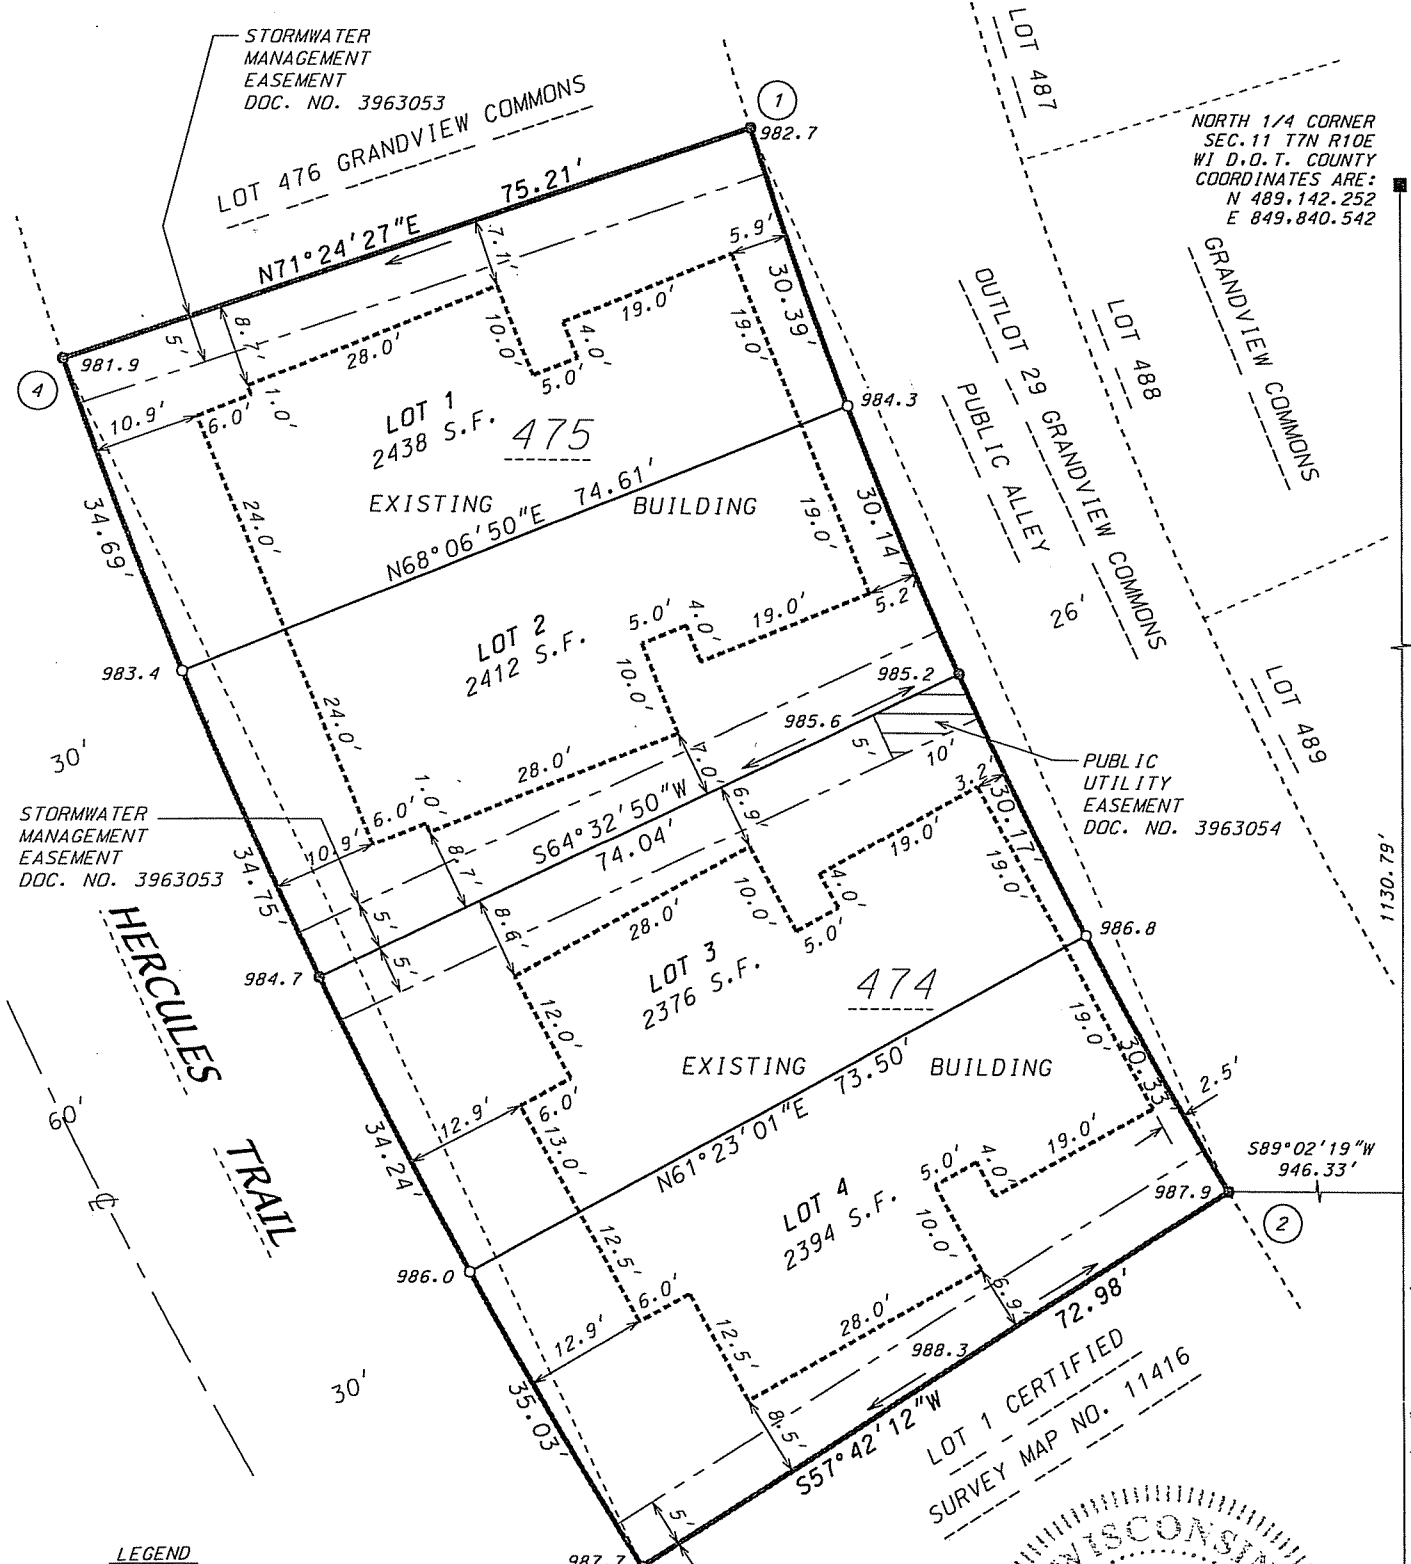 STORMWATER
MANAGEMENT
EASEMENT
DOC. NO. 3963053
LOT 476 GRANDVIEW COMMONS
N71°24'27"E
75.21'
1
982.7
LOT 487
NORTH 1/4 CORNER
SEC.11 T7N R10E
WI D.O.T. COUNTY
COORDINATES ARE:
N 489,142.252
E 849,840.542
4
981.9
5'
8.7'
7.1'
5.9'
30.39'
10.9'
6.0'
1.0'
28.0'
10.0'
5.0'
4.0'
19.0'
19.0'
LOT 1
2438 S.F.
475
984.3
OUTLOT 29 GRANDVIEW COMMONS
PUBLIC ALLEY
LOT 488
GRANDVIEW COMMONS
34.69'
24.0'
EXISTING BUILDING
N68°06'50"E
74.61'
19.0'
30.14'
5.2'
26'
983.4
LOT 2
2412 S.F.
5.0'
4.0'
19.0'
10.0'
985.2
985.6
LOT 489
24.0'
30'
28.0'
7.0'
1.0'
6.0'
10.9'
8.7'
S64°32'50"W
74.04'
6.9'
5'
10'
3.2'
30.17'
PUBLIC
UTILITY
EASEMENT
DOC. NO. 3963054
STORMWATER
MANAGEMENT
EASEMENT
DOC. NO. 3963053
34.75'
5'
5'
984.7
8.6'
28.0'
10.0'
5.0'
4.0'
19.0'
19.0'
1130.79'
LOT 3
2376 S.F.
474
986.8
HERCULES TRAIL
12.0'
6.0'
12.9'
13.0'
EXISTING BUILDING
N61°23'01"E
73.50'
19.0'
30.33'
2.5'
60'
℄
34.24'
986.0
LOT 4
2394 S.F.
5.0'
4.0'
19.0'
10.0'
S89°02'19"W
946.33'
987.9
2
12.5'
6.0'
12.9'
12.5'
28.0'
6.9'
988.3
72.98'
30'
35.03'
8.5'
S57°42'12"W
LOT 1 CERTIFIED
SURVEY MAP NO. 11416
5'
987.7
LEGEND
WISCONSIN